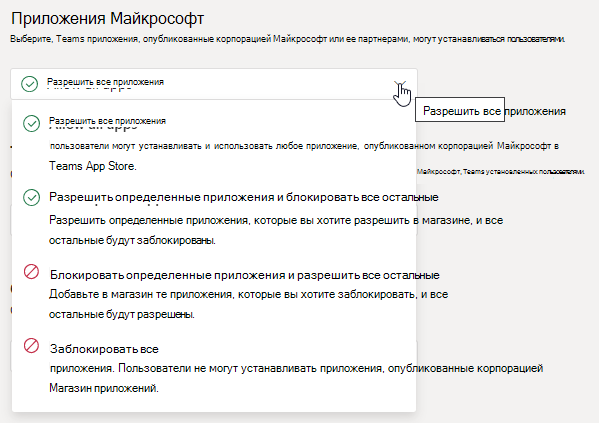 Приложения Майкрософт
Выберите, Teams приложения, опубликованные корпорацией Майкрософт или ее партнерами, могут устанавливаться пользователями.
Разрешить все приложения
Разрешить все приложения
Разрешить все приложения
пользователи могут устанавливать и использовать любое приложение, опубликованном корпорацией Майкрософт в
Teams App Store.
Майкрософт, Teams установленных пользователями.
Разрешить определенные приложения и блокировать все остальные
Разрешить определенные приложения, которые вы хотите разрешить в магазине, и все
остальные будут заблокированы.
Блокировать определенные приложения и разрешить все остальные
Добавьте в магазин те приложения, которые вы хотите заблокировать, и все
остальные будут разрешены.
Заблокировать все
приложения. Пользователи не могут устанавливать приложения, опубликованные корпорацией
Магазин приложений.